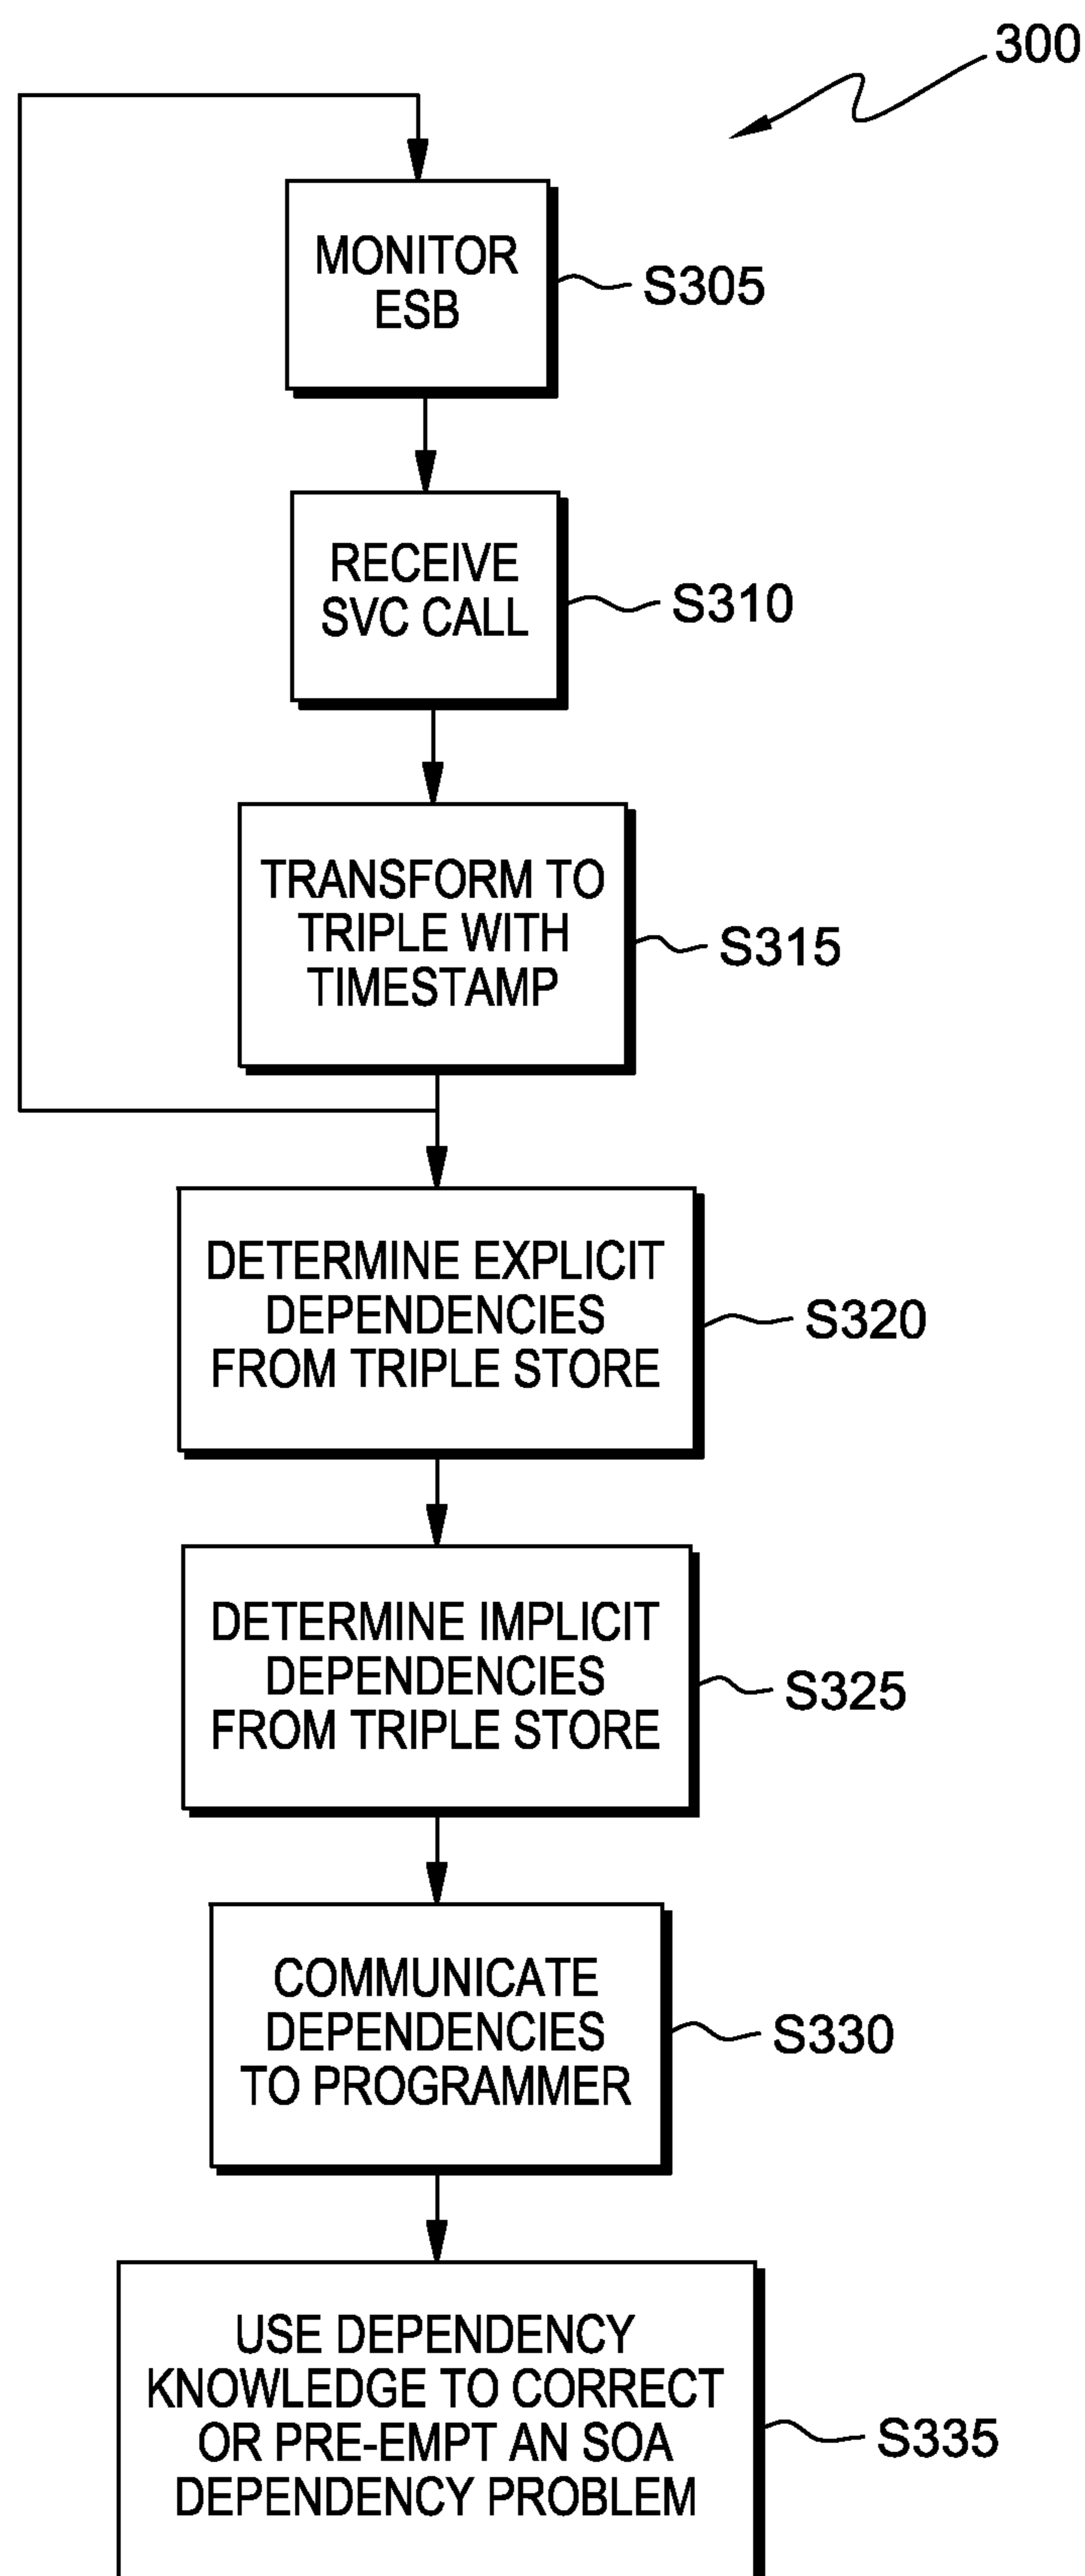 300
MONITOR
ESB
S305
RECEIVE
SVC CALL
S310
TRANSFORM TO
TRIPLE WITH
TIMESTAMP
S315
DETERMINE EXPLICIT
DEPENDENCIES
FROM TRIPLE STORE
S320
DETERMINE IMPLICIT
DEPENDENCIES
FROM TRIPLE STORE
S325
COMMUNICATE
DEPENDENCIES
TO PROGRAMMER
S330
USE DEPENDENCY
KNOWLEDGE TO CORRECT
OR PRE-EMPT AN SOA
DEPENDENCY PROBLEM
S335